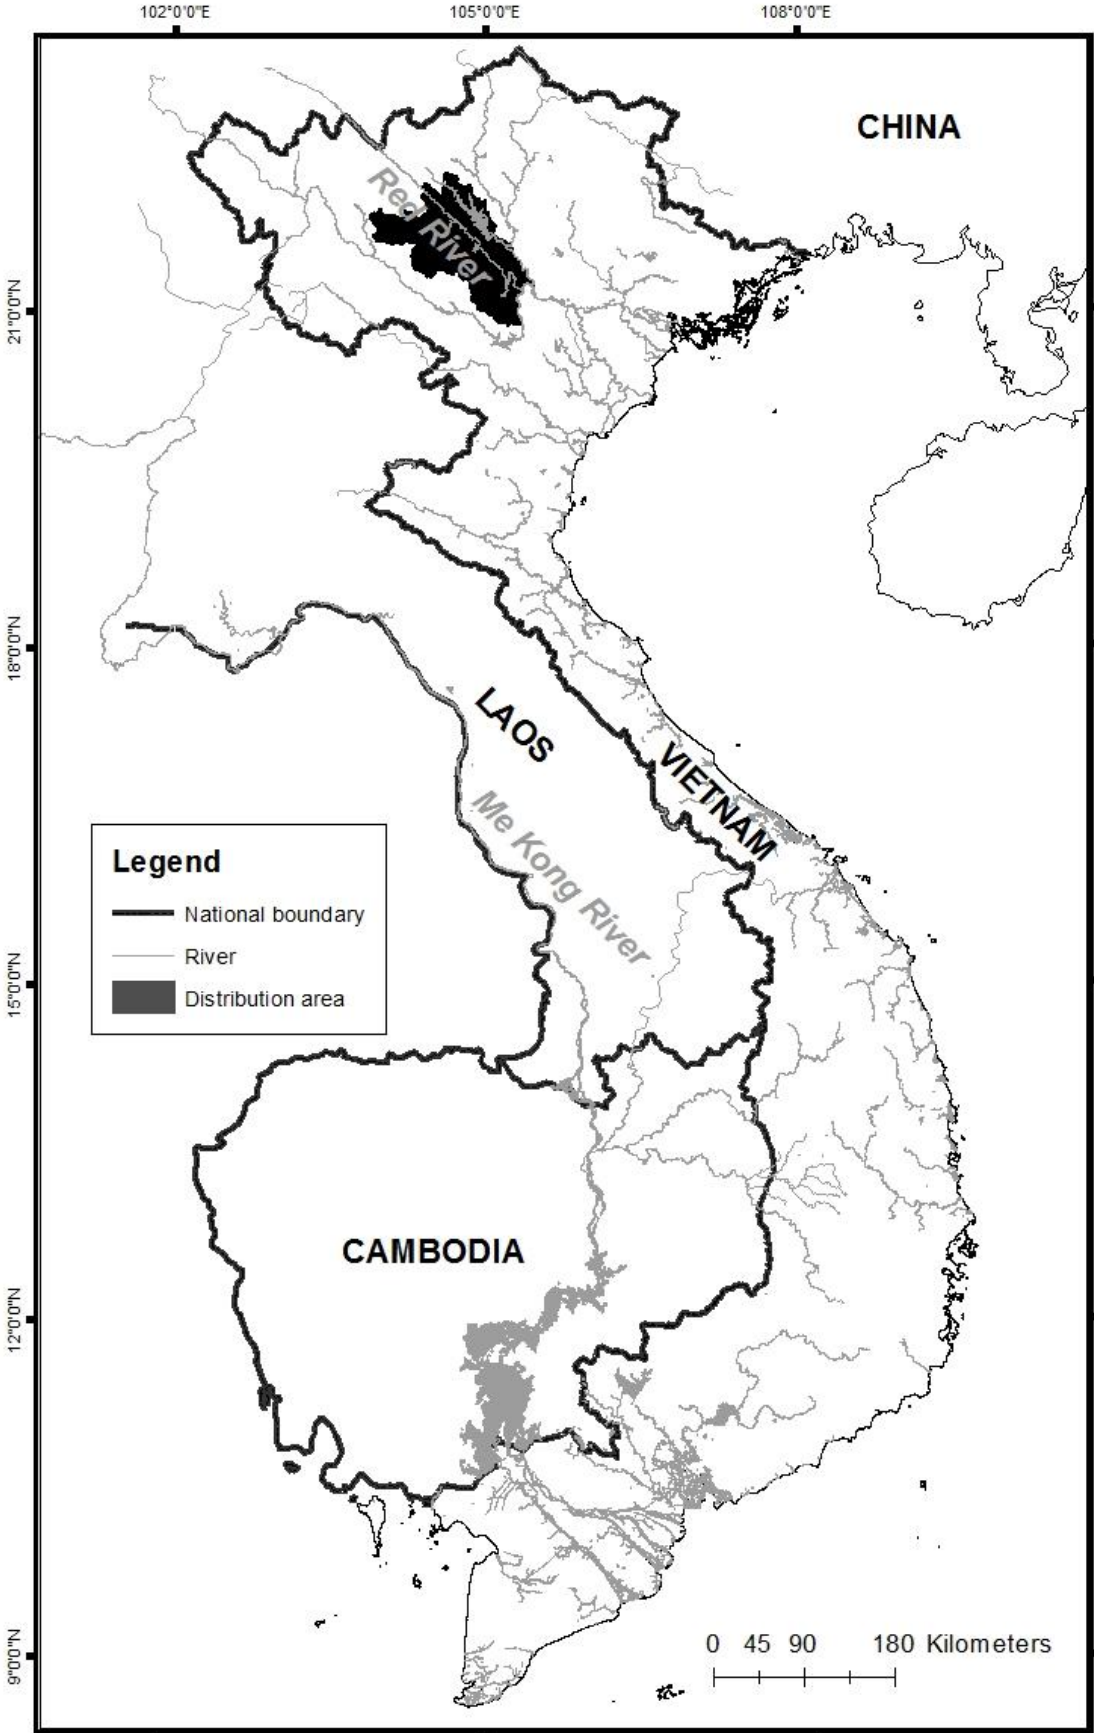 102°0'0"E 105°0'0"E 108°0'0"E
CHINA
Red River
21°0'0"N
18°0'0"N
LAOS
VIETNAM
Me Kong River
Legend
National boundary
River
Distribution area
15°0'0"N
CAMBODIA
12°0'0"N
9°0'0"N
0 45 90 180 Kilometers